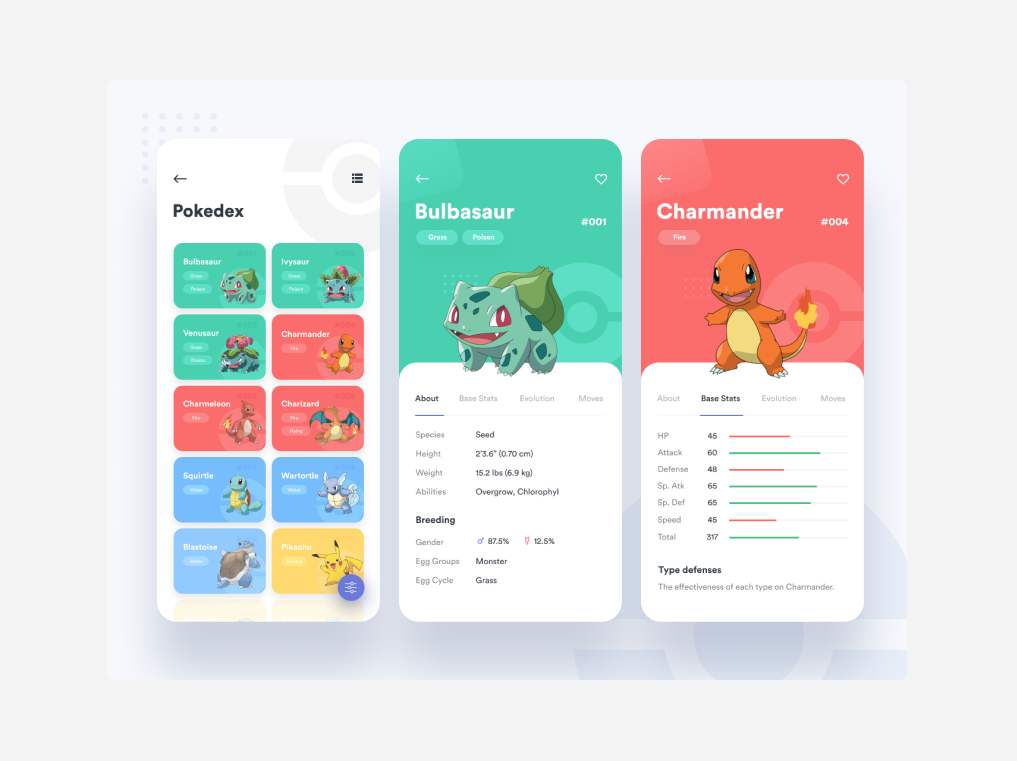 Pokedex
Bulbasaur
Grass
Poison
Ivysaur
Grass
Poison
Venusaur
Grass
Poison
Charmander
Fire
#004
Charmeleon
Fire
Charizard
Fire
Flying
Squirtle
Water
Wartortle
Water
Blastoise
Water
Pikachu
Bulbasaur
#001
Grass Poison
About Base Stats Evolution Moves
Species Seed
Height 2'3.6" (0.70 cm)
Weight 15.2 lbs (6.9 kg)
Abilities Overgrow, Chlorophyl
Breeding
Gender ♂ 87.5% ♀ 12.5%
Egg Groups Monster
Egg Cycle Grass
Charmander
#004
Fire
About Base Stats Evolution Moves
HP 45
Attack 60
Defense 48
Sp. Atk 65
Sp. Def 65
Speed 45
Total 317
Type defenses
The effectiveness of each type on Charmander.